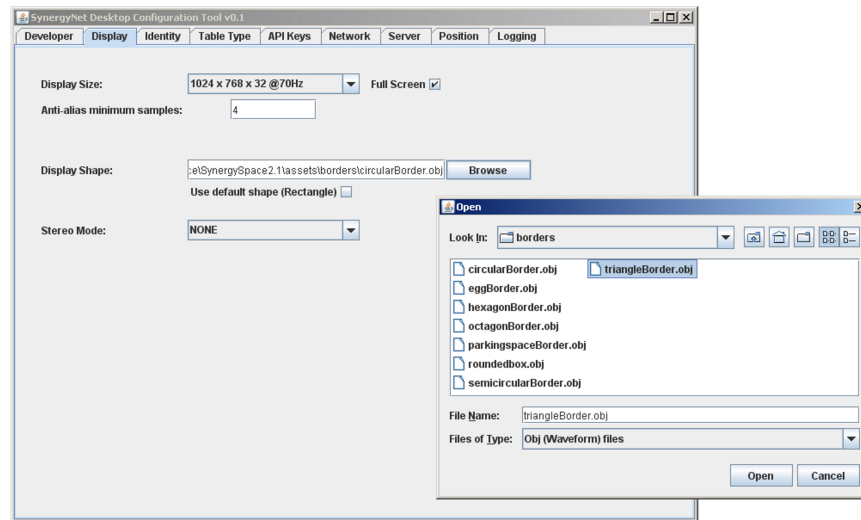 SynergyNet Desktop Configuration Tool v0.1
Developer Display Identity Table Type API Keys Network Server Position Logging
Display Size: 1024 x 768 x 32 @70Hz Full Screen
Anti-alias minimum samples: 4
Display Shape: :e\SynergySpace2.1\assets\borders\circularBorder.obj Browse
Use default shape (Rectangle)
Stereo Mode: NONE
Open
Look In: borders
circularBorder.obj triangleBorder.obj
eggBorder.obj
hexagonBorder.obj
octagonBorder.obj
parkingspaceBorder.obj
roundedbox.obj
semicircularBorder.obj
File Name: triangleBorder.obj
Files of Type: Obj (Waveform) files
Open Cancel